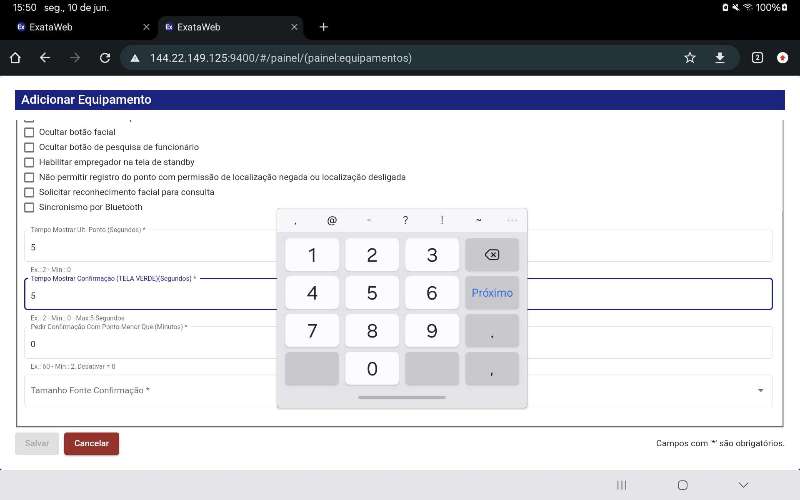 15:50 seg., 10 de jun. 100%
Ex ExataWeb
Ex ExataWeb
144.22.149.125:9400/#/painel/(painel:equipamentos)
2
Adicionar Equipamento
Ocultar botão facial
Ocultar botão de pesquisa de funcionário
Habilitar empregador na tela de standby
Não permitir registro do ponto com permissão de localização negada ou localização desligada
Solicitar reconhecimento facial para consulta
Sincronismo por Bluetooth
Tempo Mostrar Ult. Ponto (Segundos) *
5
Ex.: 2 - Min.: 0
Tempo Mostrar Confirmação (TELA VERDE)(Segundos) *
5
Ex.: 2 - Min.: 0 - Max 5 Segundos
Pedir Confirmação Com Ponto Menor Que (Minutos) *
0
Ex.: 60 - Min.: 2, Desativar = 0
Tamanho Fonte Confirmação *
, @ - ? ! ~ ...
1 2 3
4 5 6 Próximo
7 8 9 .
0 ,
Salvar Cancelar
Campos com '*' são obrigatórios.